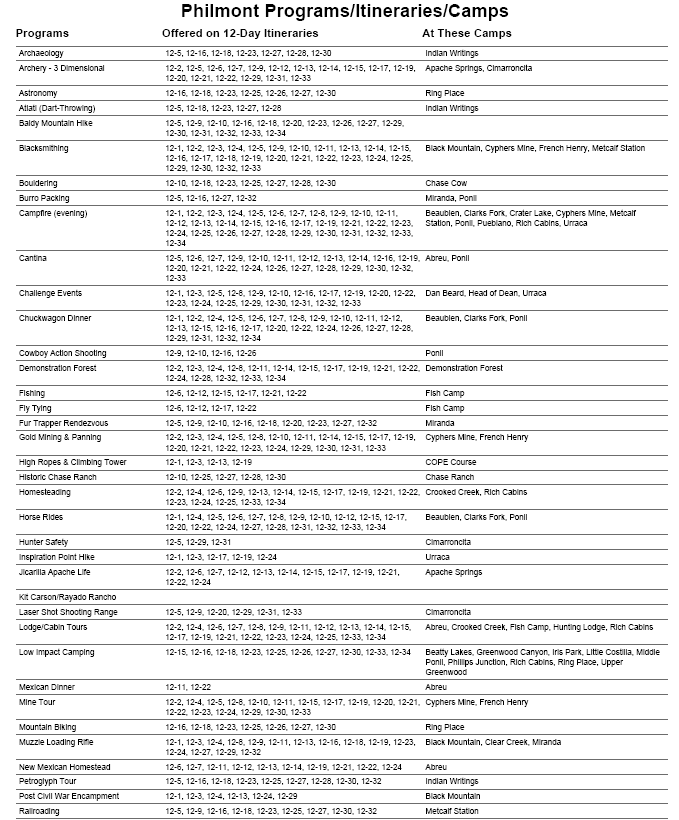 Philmont Programs/Itineraries/Camps
Programs Offered on 12-Day Itineraries At These Camps
Archaeology 12-5, 12-16, 12-18, 12-23, 12-27, 12-28, 12-30 Indian Writings
Archery - 3 Dimensional 12-2, 12-5, 12-6, 12-7, 12-9, 12-12, 12-13, 12-14, 12-15, 12-17, 12-19, Apache Springs, Cimarroncita
12-20, 12-21, 12-22, 12-29, 12-31, 12-33
Astronomy 12-16, 12-18, 12-23, 12-25, 12-26, 12-27, 12-30 Ring Place
Atlatl (Dart-Throwing) 12-5, 12-18, 12-23, 12-27, 12-28 Indian Writings
Baldy Mountain Hike 12-5, 12-9, 12-10, 12-16, 12-18, 12-20, 12-23, 12-26, 12-27, 12-29,
12-30, 12-31, 12-32, 12-33, 12-34
Blacksmithing 12-1, 12-2, 12-3, 12-4, 12-5, 12-9, 12-10, 12-11, 12-13, 12-14, 12-15, Black Mountain, Cyphers Mine, French Henry, Metcalf Station
12-16, 12-17, 12-18, 12-19, 12-20, 12-21, 12-22, 12-23, 12-24, 12-25,
12-29, 12-30, 12-32, 12-33
Bouldering 12-10, 12-18, 12-23, 12-25, 12-27, 12-28, 12-30 Chase Cow
Burro Packing 12-5, 12-16, 12-27, 12-32 Miranda, Ponil
Campfire (evening) 12-1, 12-2, 12-3, 12-4, 12-5, 12-6, 12-7, 12-8, 12-9, 12-10, 12-11, Beaubien, Clarks Fork, Crater Lake, Cyphers Mine, Metcalf
12-12, 12-13, 12-14, 12-15, 12-16, 12-17, 12-19, 12-21, 12-22, 12-23, Station, Ponil, Pueblano, Rich Cabins, Urraca
12-24, 12-25, 12-26, 12-27, 12-28, 12-29, 12-30, 12-31, 12-32, 12-33,
12-34
Cantina 12-5, 12-6, 12-7, 12-9, 12-10, 12-11, 12-12, 12-13, 12-14, 12-16, 12-19, Abreu, Ponil
12-20, 12-21, 12-22, 12-24, 12-26, 12-27, 12-28, 12-29, 12-30, 12-32,
12-33
Challenge Events 12-1, 12-3, 12-5, 12-8, 12-9, 12-10, 12-16, 12-17, 12-19, 12-20, 12-22, Dan Beard, Head of Dean, Urraca
12-23, 12-24, 12-25, 12-29, 12-30, 12-31, 12-32, 12-33
Chuckwagon Dinner 12-1, 12-2, 12-4, 12-5, 12-6, 12-7, 12-8, 12-9, 12-10, 12-11, 12-12, Beaubien, Clarks Fork, Ponil
12-13, 12-15, 12-16, 12-17, 12-20, 12-22, 12-24, 12-26, 12-27, 12-28,
12-29, 12-31, 12-32, 12-34
Cowboy Action Shooting 12-9, 12-10, 12-16, 12-26 Ponil
Demonstration Forest 12-2, 12-3, 12-4, 12-8, 12-11, 12-14, 12-15, 12-17, 12-19, 12-21, 12-22, Demonstration Forest
12-24, 12-28, 12-32, 12-33, 12-34
Fishing 12-6, 12-12, 12-15, 12-17, 12-21, 12-22 Fish Camp
Fly Tying 12-6, 12-12, 12-17, 12-22 Fish Camp
Fur Trapper Rendezvous 12-5, 12-9, 12-10, 12-16, 12-18, 12-20, 12-23, 12-27, 12-32 Miranda
Gold Mining & Panning 12-2, 12-3, 12-4, 12-5, 12-8, 12-10, 12-11, 12-14, 12-15, 12-17, 12-19, Cyphers Mine, French Henry
12-20, 12-21, 12-22, 12-23, 12-24, 12-29, 12-30, 12-31, 12-33
High Ropes & Climbing Tower 12-1, 12-3, 12-13, 12-19 COPE Course
Historic Chase Ranch 12-10, 12-25, 12-27, 12-28, 12-30 Chase Ranch
Homesteading 12-2, 12-4, 12-6, 12-9, 12-13, 12-14, 12-15, 12-17, 12-19, 12-21, 12-22, Crooked Creek, Rich Cabins
12-23, 12-24, 12-25, 12-33, 12-34
Horse Rides 12-1, 12-4, 12-5, 12-6, 12-7, 12-8, 12-9, 12-10, 12-12, 12-15, 12-17, Beaubien, Clarks Fork, Ponil
12-20, 12-22, 12-24, 12-27, 12-28, 12-31, 12-32, 12-33, 12-34
Hunter Safety 12-5, 12-29, 12-31 Cimarroncita
Inspiration Point Hike 12-1, 12-3, 12-17, 12-19, 12-24 Urraca
Jicarilla Apache Life 12-2, 12-6, 12-7, 12-12, 12-13, 12-14, 12-15, 12-17, 12-19, 12-21, Apache Springs
12-22, 12-24
Kit Carson/Rayado Rancho
Laser Shot Shooting Range 12-5, 12-9, 12-20, 12-29, 12-31, 12-33 Cimarroncita
Lodge/Cabin Tours 12-2, 12-4, 12-6, 12-7, 12-8, 12-9, 12-11, 12-12, 12-13, 12-14, 12-15, Abreu, Crooked Creek, Fish Camp, Hunting Lodge, Rich Cabins
12-17, 12-19, 12-21, 12-22, 12-23, 12-24, 12-25, 12-33, 12-34
Low Impact Camping 12-15, 12-16, 12-18, 12-23, 12-25, 12-26, 12-27, 12-30, 12-33, 12-34 Beatty Lakes, Greenwood Canyon, Iris Park, Little Costilla, Middle
Ponil, Phillips Junction, Rich Cabins, Ring Place, Upper
Greenwood
Mexican Dinner 12-11, 12-22 Abreu
Mine Tour 12-2, 12-4, 12-5, 12-8, 12-10, 12-11, 12-15, 12-17, 12-19, 12-20, 12-21, Cyphers Mine, French Henry
12-22, 12-23, 12-24, 12-29, 12-30, 12-33
Mountain Biking 12-16, 12-18, 12-23, 12-25, 12-26, 12-27, 12-30 Ring Place
Muzzle Loading Rifle 12-1, 12-3, 12-4, 12-8, 12-9, 12-11, 12-13, 12-16, 12-18, 12-19, 12-23, Black Mountain, Clear Creek, Miranda
12-24, 12-27, 12-29, 12-32
New Mexican Homestead 12-6, 12-7, 12-11, 12-12, 12-13, 12-14, 12-19, 12-21, 12-22, 12-24 Abreu
Petroglyph Tour 12-5, 12-16, 12-18, 12-23, 12-25, 12-27, 12-28, 12-30, 12-32 Indian Writings
Post Civil War Encampment 12-1, 12-3, 12-4, 12-13, 12-24, 12-29 Black Mountain
Railroading 12-5, 12-9, 12-16, 12-18, 12-23, 12-25, 12-27, 12-30, 12-32 Metcalf Station